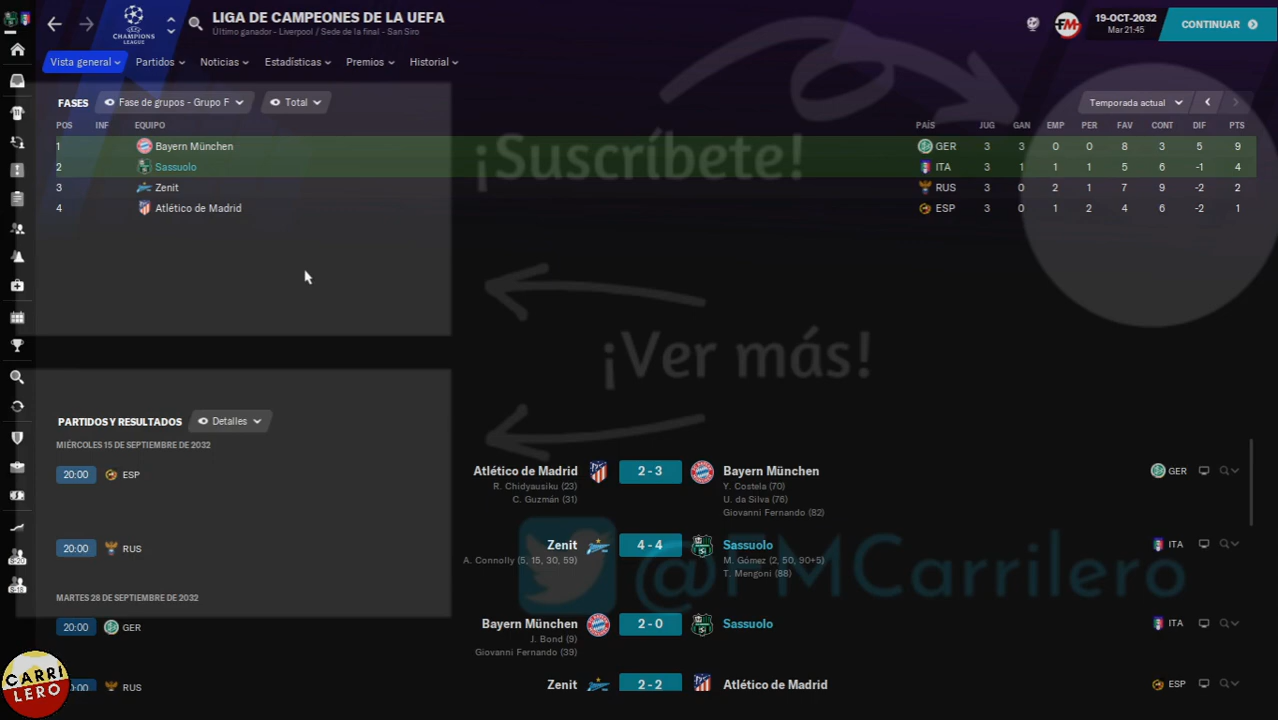 LIGA DE CAMPEONES DE LA UEFA
Último ganador - Liverpool / Sede de la final - San Siro
CHAMPIONS
LEAGUE
FM
19-OCT-2032
Mar 21:45
CONTINUAR
Vista general Partidos Noticias Estadísticas Premios Historial
FASES Fase de grupos - Grupo F Total Temporada actual
POS INF EQUIPO PAÍS JUG GAN EMP PER FAV CONT DIF PTS
1 Bayern München GER 3 3 0 0 8 3 5 9
2 Sassuolo ITA 3 1 1 1 5 6 -1 4
3 Zenit RUS 3 0 2 1 7 9 -2 2
4 Atlético de Madrid ESP 3 0 1 2 4 6 -2 1
¡Suscríbete!
¡Ver más!
PARTIDOS Y RESULTADOS Detalles
MIÉRCOLES 15 DE SEPTIEMBRE DE 2032
20:00 ESP Atlético de Madrid 2 - 3 Bayern München GER
R. Chidyausiku (23) Y. Costela (70)
C. Guzmán (31) U. da Silva (76)
Giovanni Fernando (82)
20:00 RUS Zenit 4 - 4 Sassuolo ITA
A. Connolly (5, 15, 30, 59) M. Gómez (2, 50, 90+5)
T. Mengoni (88)
@FMCarrilero
MARTES 28 DE SEPTIEMBRE DE 2032
20:00 GER Bayern München 2 - 0 Sassuolo ITA
J. Bond (9)
Giovanni Fernando (39)
RUS Zenit 2 - 2 Atlético de Madrid ESP
S-20
S-18
CARRI
LERO